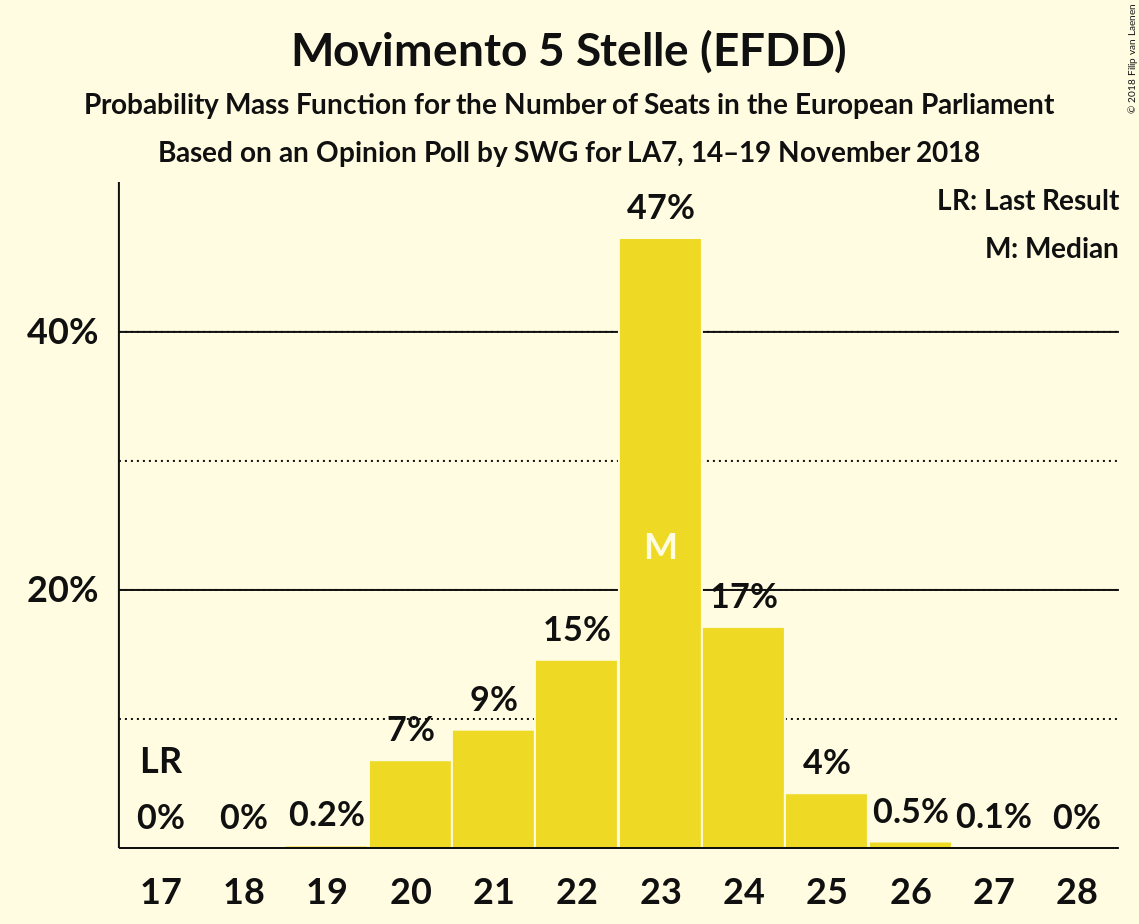 Movimento 5 Stelle (EFDD)
Probability Mass Function for the Number of Seats in the European Parliament
Based on an Opinion Poll by SWG for LA7, 14–19 November 2018
© 2018 Filip van Laenen
LR: Last Result
M: Median
40%
20%
LR
0%
0%
0.2%
7%
9%
15%
47%
M
17%
4%
0.5%
0.1%
0%
17 18 19 20 21 22 23 24 25 26 27 28